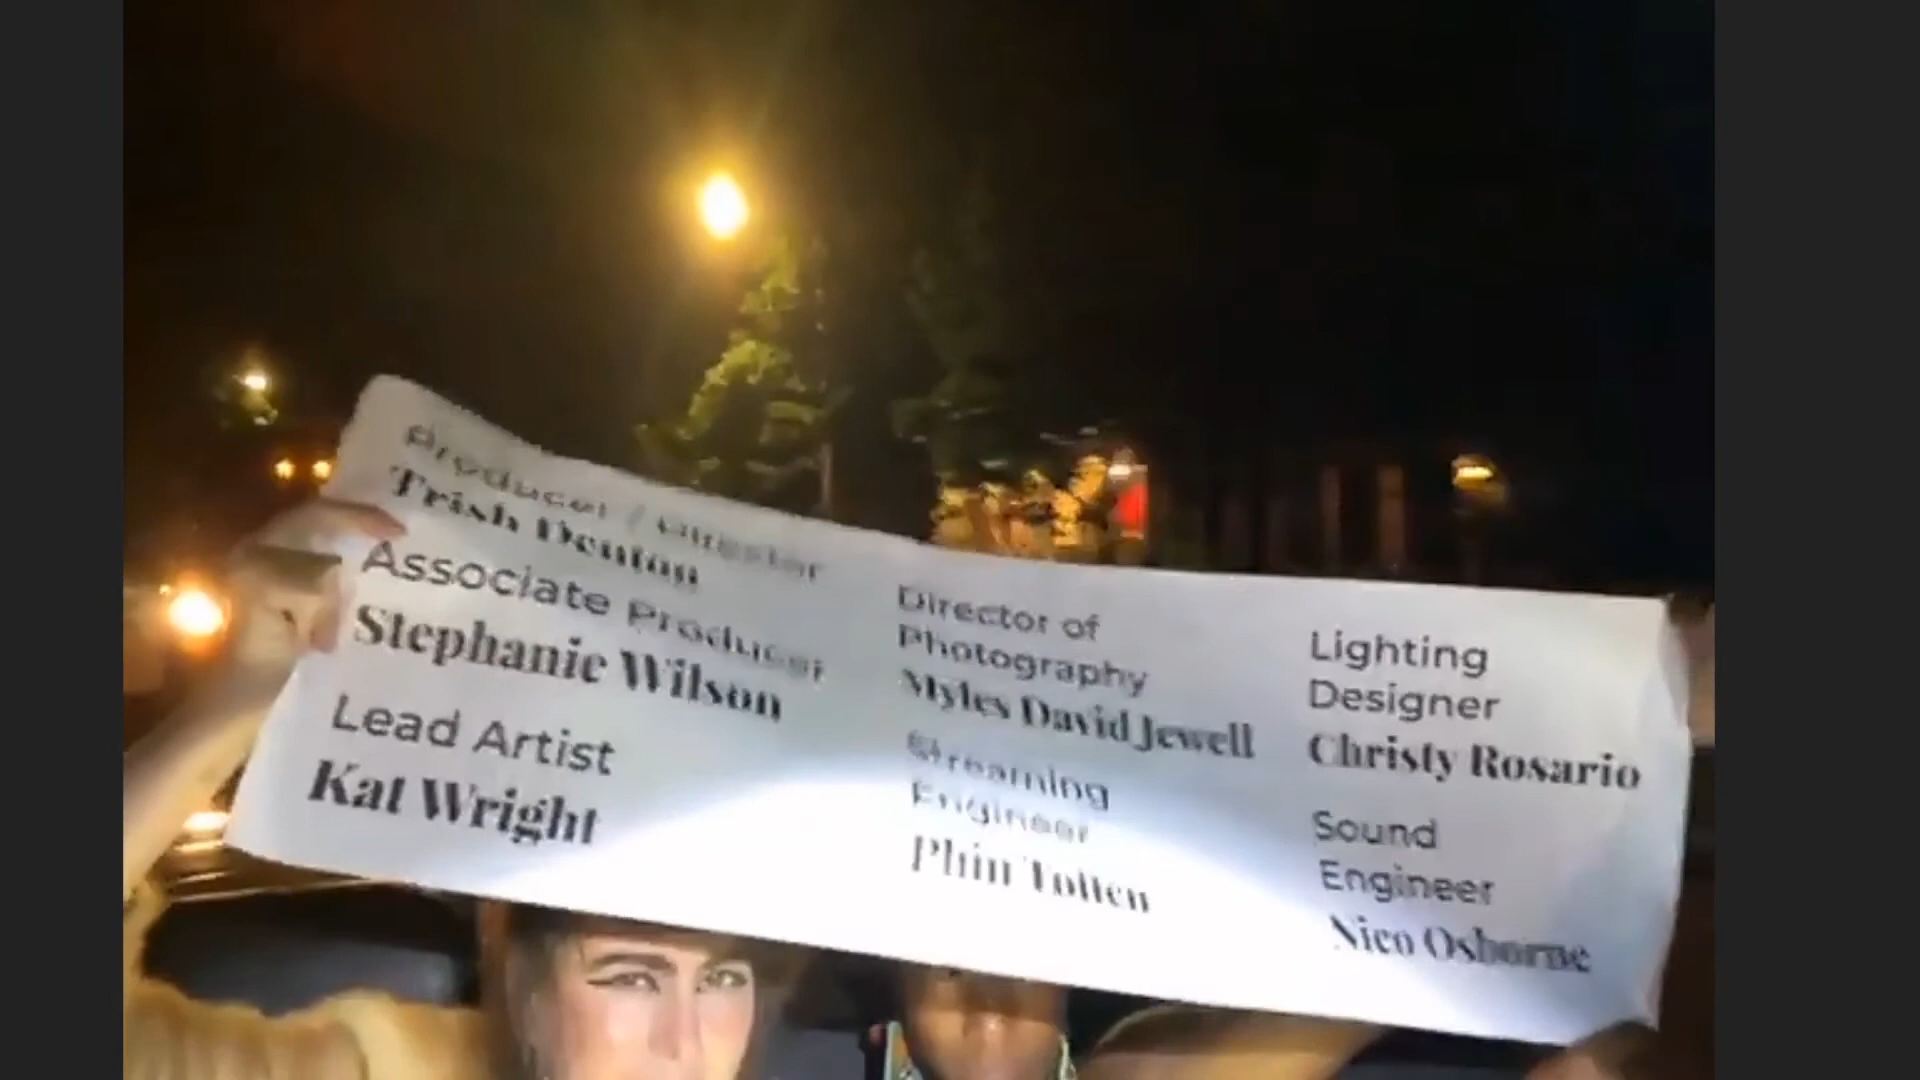 Producer / Director
Trish Denton
Associate Producer
Stephanie Wilson
Lead Artist
Kat Wright
Director of
Photography
Myles David Jewell
Streaming
Engineer
Phin Tolten
Lighting
Designer
Christy Rosario
Sound
Engineer
Nico Osborne